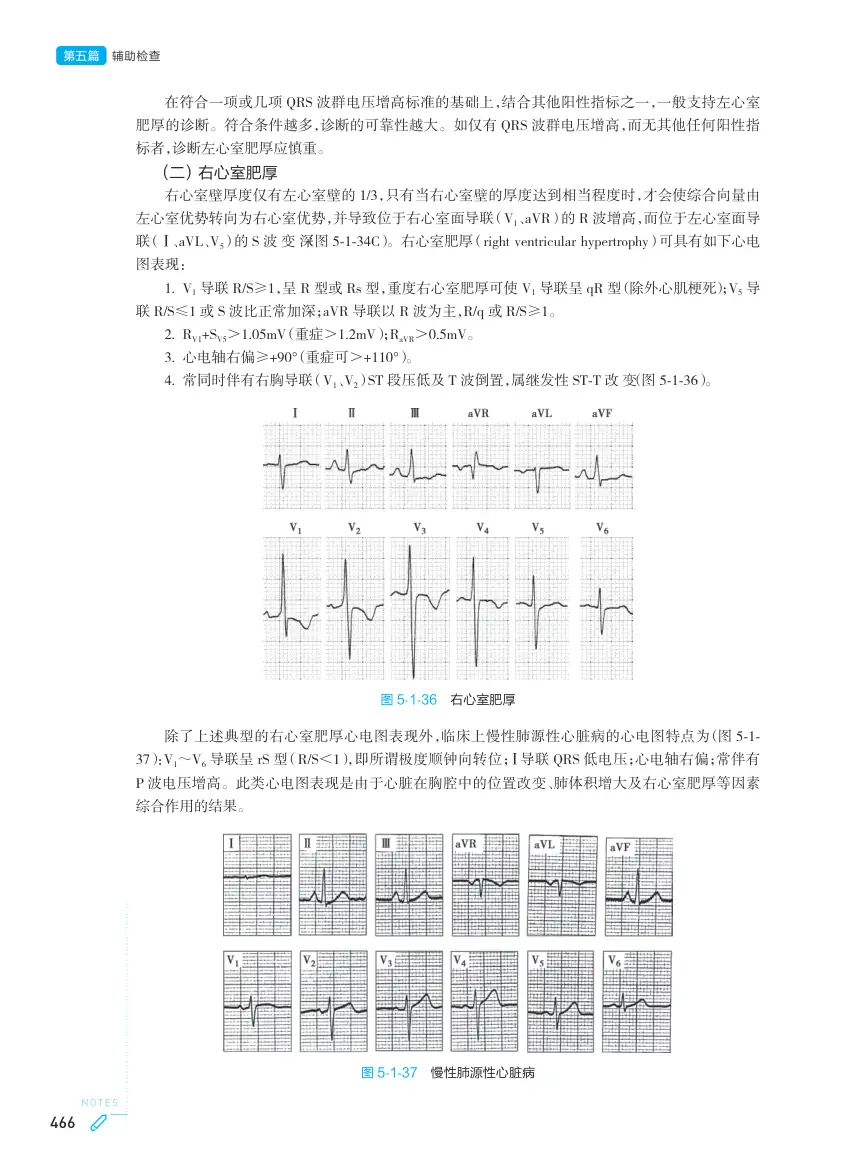 第五篇 辅助检查
在符合一项或几项 QRS 波群电压增高标准的基础上,结合其他阳性指标之一,一般支持左心室
肥厚的诊断。符合条件越多,诊断的可靠性越大。如仅有 QRS 波群电压增高,而无其他任何阳性指
标者,诊断左心室肥厚应慎重。
(二)右心室肥厚
右心室壁厚度仅有左心室壁的 1/3,只有当右心室壁的厚度达到相当程度时,才会使综合向量由
左心室优势转向为右心室优势,并导致位于右心室面导联(V₁、aVR)的 R 波增高,而位于左心室面导
联(Ⅰ、aVL、V₅)的 S 波 变 深(图 5-1-34C)。右心室肥厚(right ventricular hypertrophy)可具有如下心电
图表现:
1. V₁ 导联 R/S≥1,呈 R 型或 Rs 型,重度右心室肥厚可使 V₁ 导联呈 qR 型(除外心肌梗死);V₅ 导
联 R/S≤1 或 S 波比正常加深;aVR 导联以 R 波为主,R/q 或 R/S≥1。
2. RV1+SV5>1.05mV(重症>1.2mV);RaVR>0.5mV。
3. 心电轴右偏≥+90°(重症可>+110°)。
4. 常同时伴有右胸导联(V₁、V₂)ST 段压低及 T 波倒置,属继发性 ST-T 改 变(图 5-1-36)。
Ⅰ Ⅱ Ⅲ aVR aVL aVF
V₁ V₂ V₃ V₄ V₅ V₆
图 5-1-36 右心室肥厚
除了上述典型的右心室肥厚心电图表现外,临床上慢性肺源性心脏病的心电图特点为(图 5-1-
37):V₁~V₆ 导联呈 rS 型(R/S<1),即所谓极度顺钟向转位;Ⅰ导联 QRS 低电压;心电轴右偏;常伴有
P 波电压增高。此类心电图表现是由于心脏在胸腔中的位置改变、肺体积增大及右心室肥厚等因素
综合作用的结果。
Ⅰ Ⅱ Ⅲ aVR aVL aVF
V₁ V₂ V₃ V₄ V₅ V₆
图 5-1-37 慢性肺源性心脏病
NOTES
466